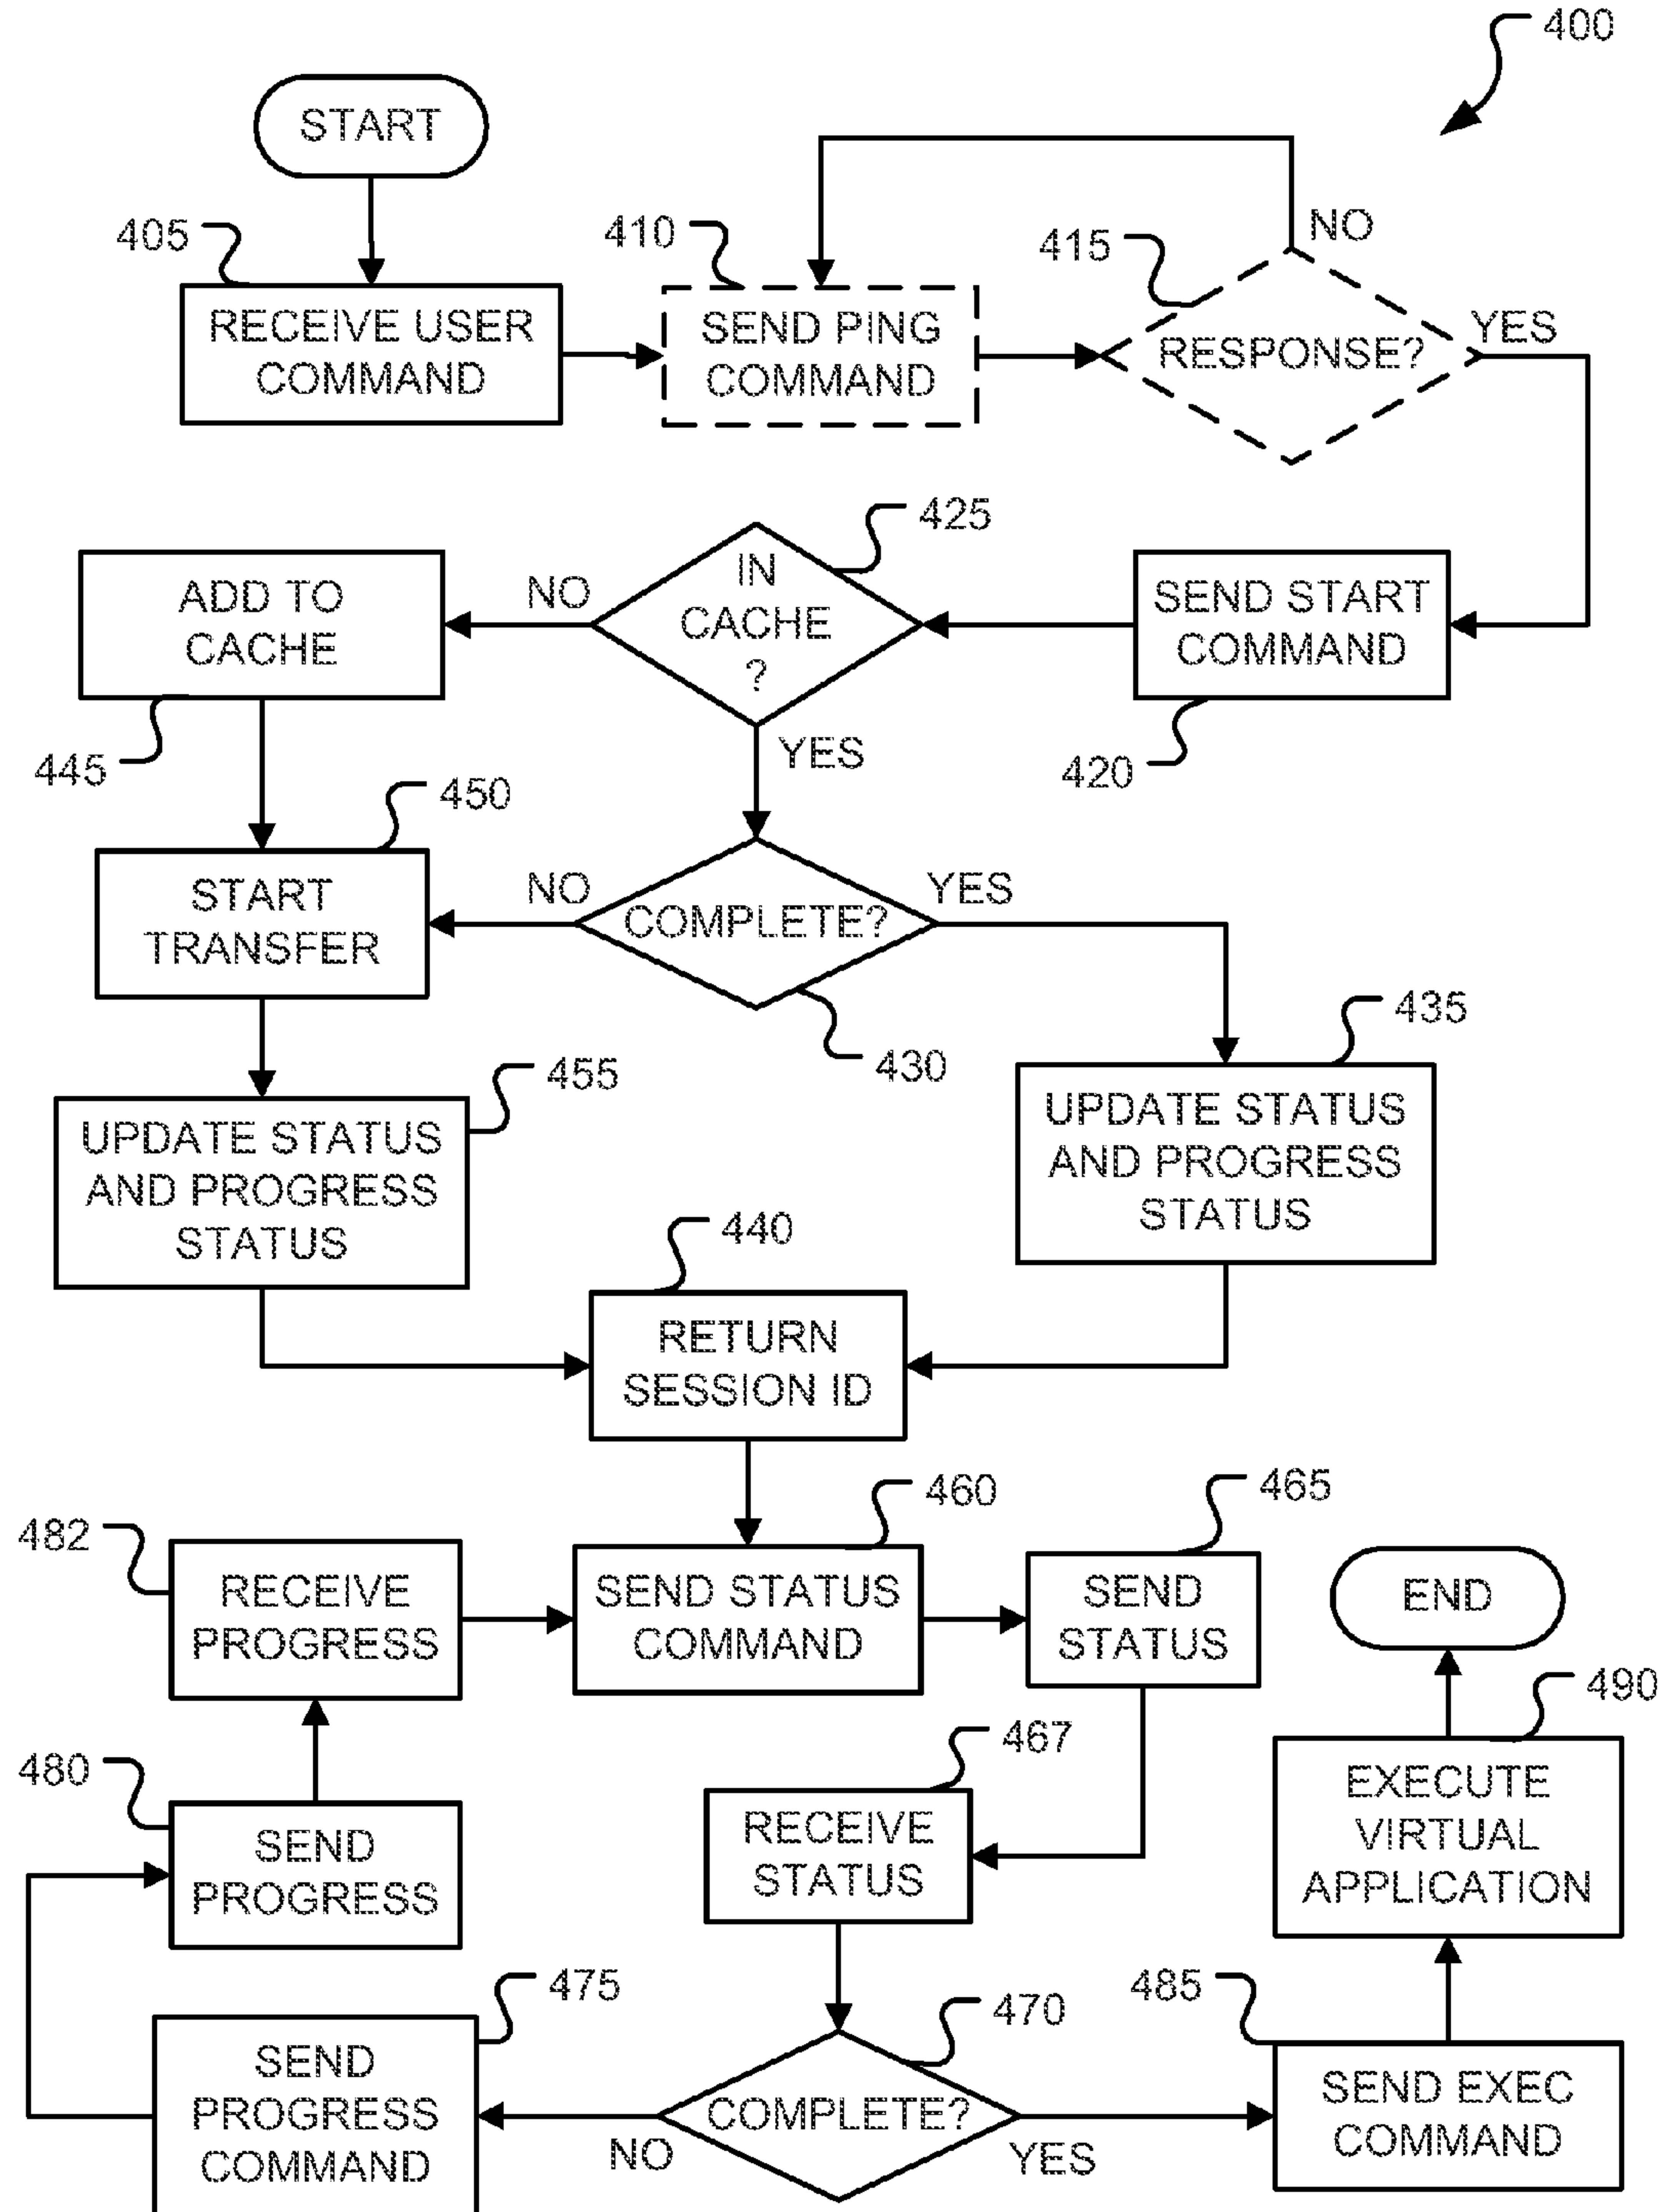 400
START
405
RECEIVE USER
COMMAND
410
SEND PING
COMMAND
415
RESPONSE?
NO
YES
420
SEND START
COMMAND
425
IN
CACHE
?
NO
YES
445
ADD TO
CACHE
450
START
TRANSFER
430
COMPLETE?
NO
YES
435
UPDATE STATUS
AND PROGRESS
STATUS
455
UPDATE STATUS
AND PROGRESS
STATUS
440
RETURN
SESSION ID
460
SEND STATUS
COMMAND
465
SEND
STATUS
467
RECEIVE
STATUS
470
COMPLETE?
NO
YES
475
SEND
PROGRESS
COMMAND
480
SEND
PROGRESS
482
RECEIVE
PROGRESS
485
SEND EXEC
COMMAND
490
EXECUTE
VIRTUAL
APPLICATION
END